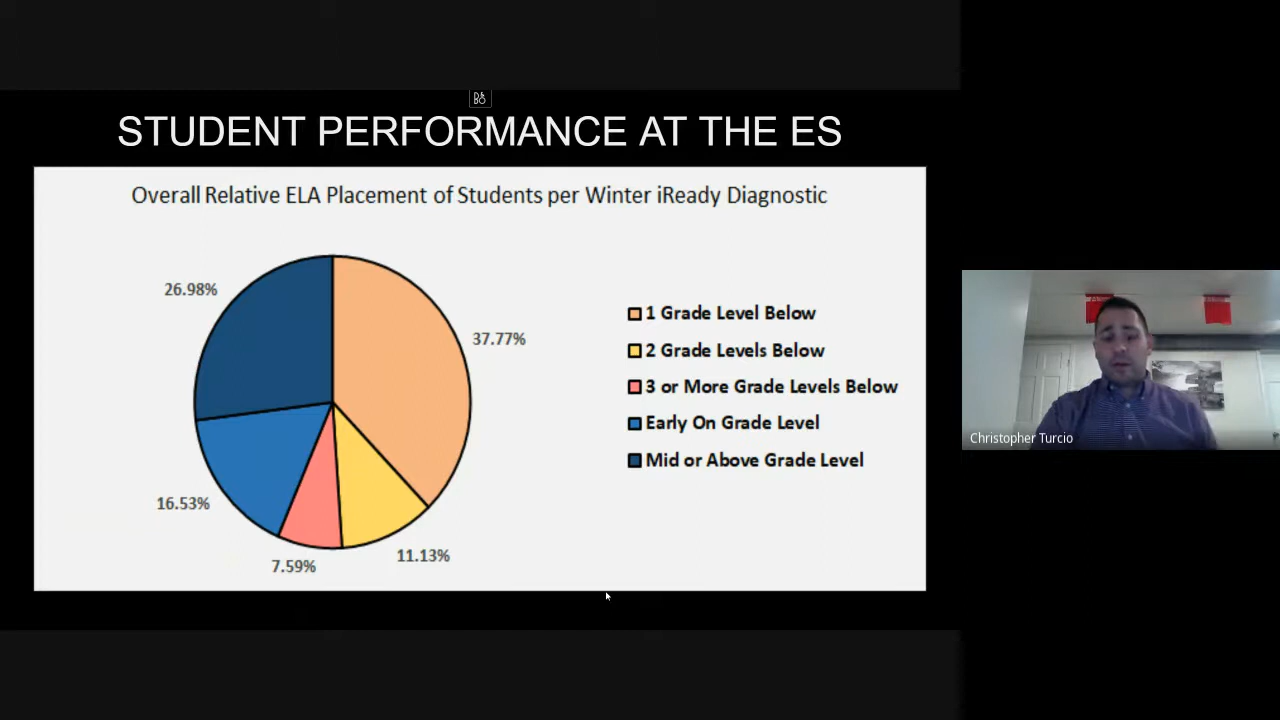 STUDENT PERFORMANCE AT THE ES
Overall Relative ELA Placement of Students per Winter iReady Diagnostic
26.98%
37.77%
16.53%
7.59%
11.13%
1 Grade Level Below
2 Grade Levels Below
3 or More Grade Levels Below
Early On Grade Level
Mid or Above Grade Level
Christopher Turcio